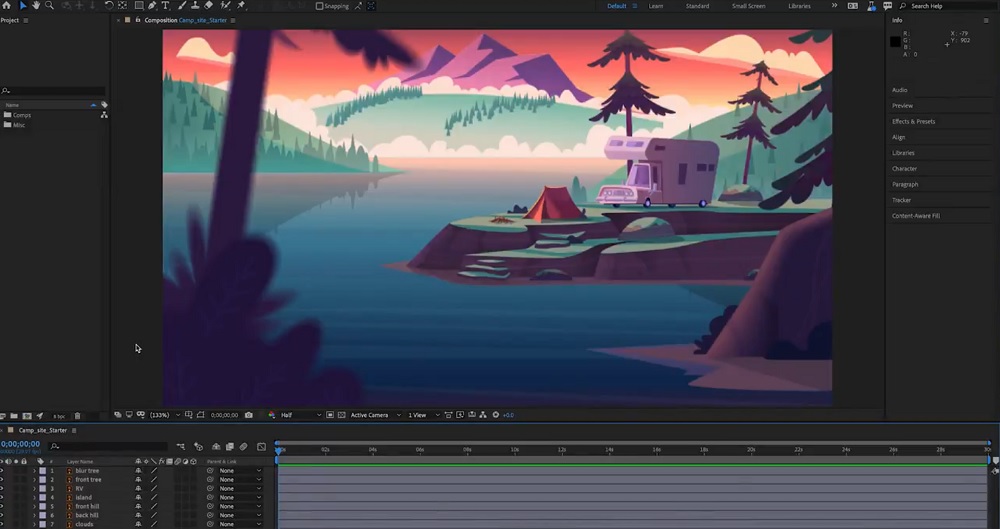 Snapping
Default
Learn
Standard
Small Screen
Libraries
Search Help
Project
Composition Camp_site_Starter
Info
R :
G :
B :
A : 0
X : -79
Y : 902
Name
Comps
Misc
Audio
Preview
Effects & Presets
Align
Libraries
Character
Paragraph
Tracker
Content-Aware Fill
8 bpc
(133%)
0;00;00;00
Half
Active Camera
1 View
+0.0
Camp_site_Starter
0;00;00;00
02s
04s
06s
08s
10s
12s
14s
16s
18s
20s
22s
24s
26s
28s
30s
#
Layer Name
Parent & Link
1 blur tree None
2 front tree None
3 RV None
4 island None
5 front hill None
6 back hill None
7 clouds None